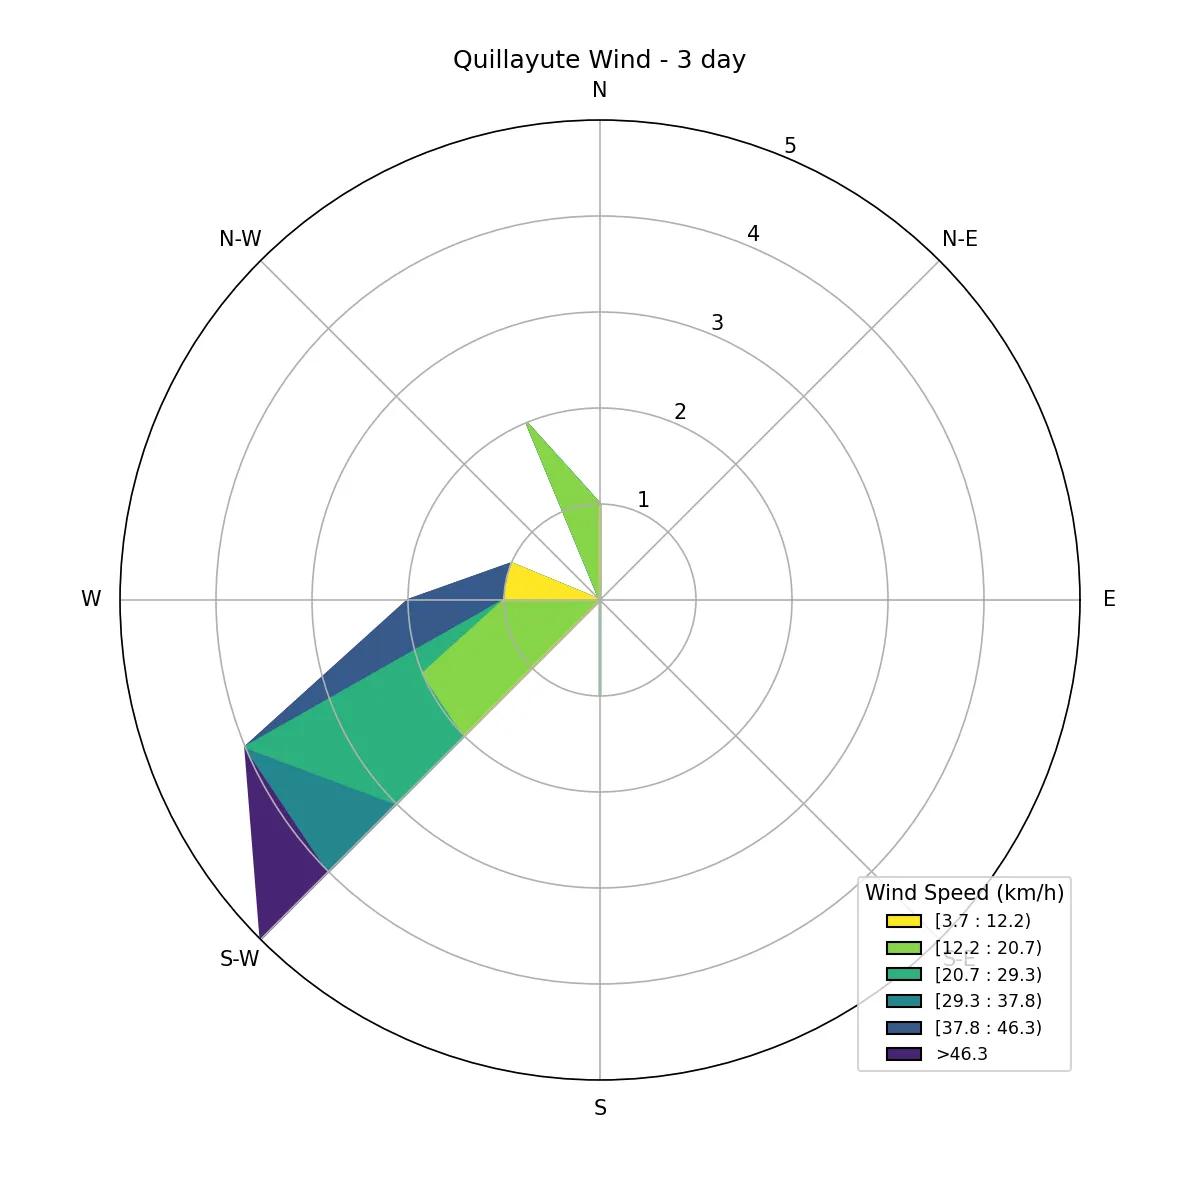 Quillayute Wind - 3 day
N
5
N-W
4
N-E
3
2
1
W
E
Wind Speed (km/h)
[3.7 : 12.2)
[12.2 : 20.7)
S-W
S-E
[20.7 : 29.3)
[29.3 : 37.8)
[37.8 : 46.3)
>46.3
S